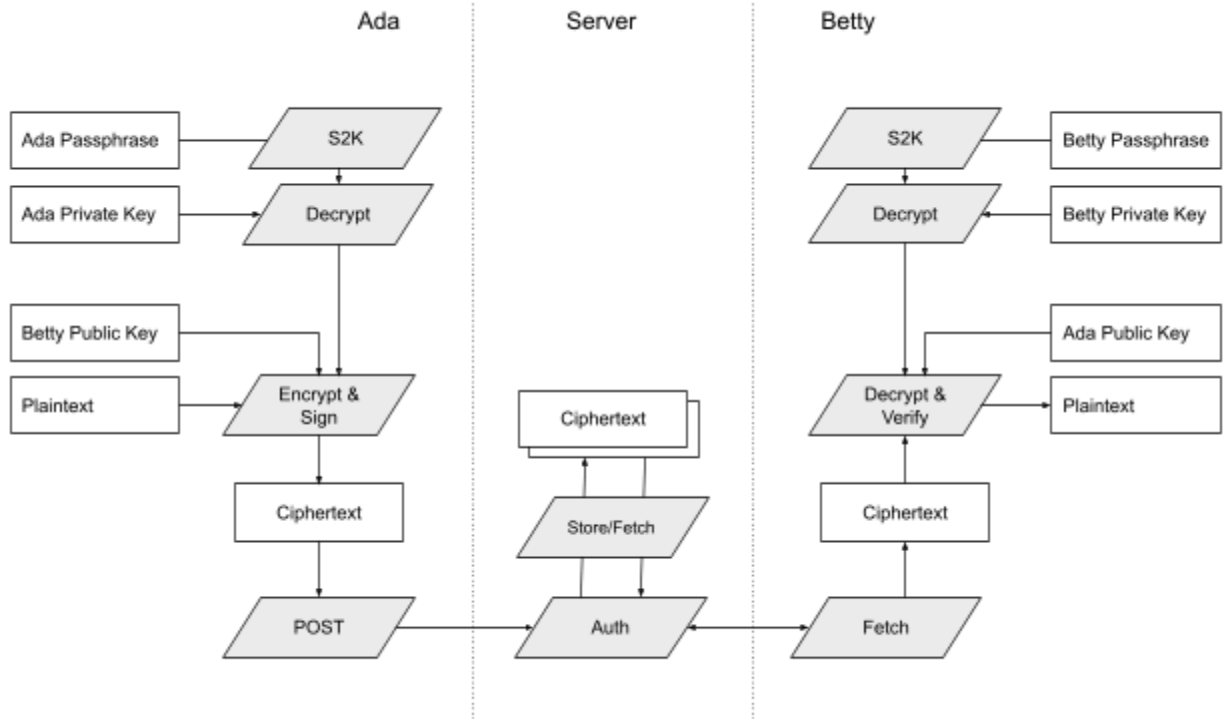 Ada
Server
Betty
Ada Passphrase
S2K
S2K
Betty Passphrase
Ada Private Key
Decrypt
Decrypt
Betty Private Key
Betty Public Key
Ada Public Key
Plaintext
Encrypt &
Sign
Ciphertext
Decrypt &
Verify
Plaintext
Ciphertext
Store/Fetch
Ciphertext
POST
Auth
Fetch